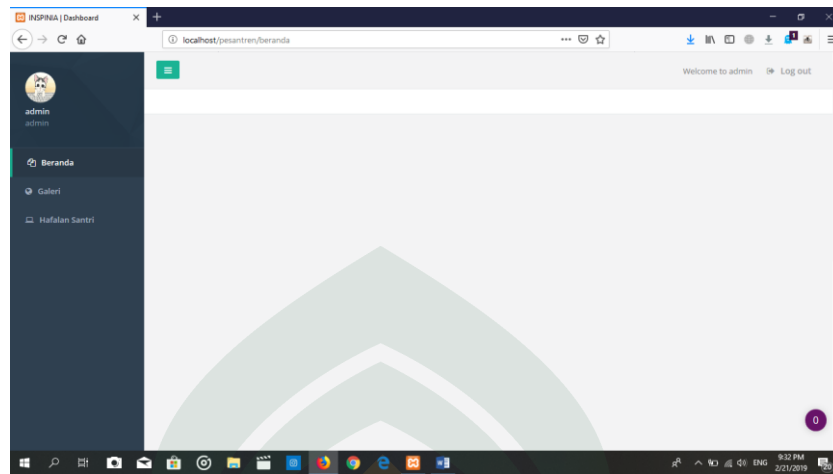 INSPINIA | Dashboard
localhost/pesantren/beranda
1
Welcome to admin Log out
admin
admin
Beranda
Galeri
Hafalan Santri
0
ENG
9:32 PM
2/21/2019